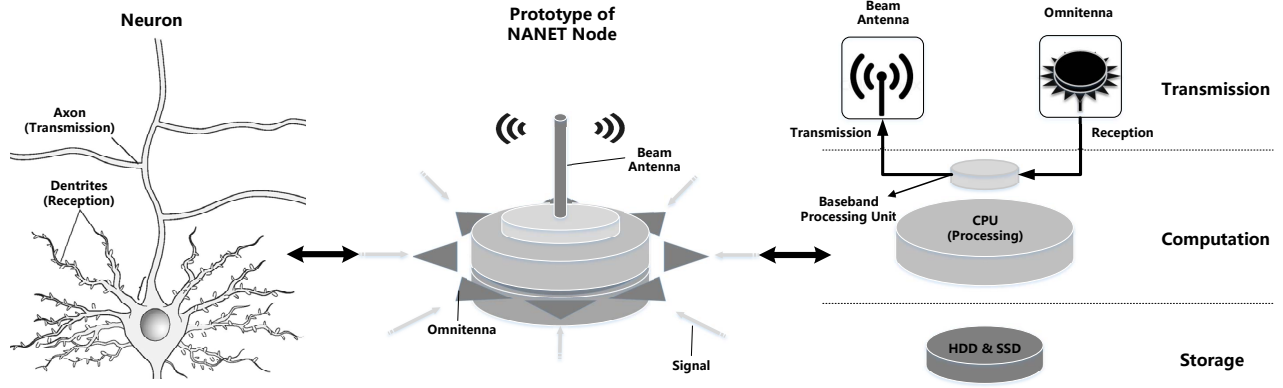 Neuron
Axon
(Transmission)
Dentrites
(Reception)
Prototype of
NANET Node
Beam
Antenna
Omnitenna
Signal
Beam
Antenna
Omnitenna
Transmission
Transmission
Reception
Baseband
Processing Unit
CPU
(Processing)
Computation
HDD & SSD
Storage